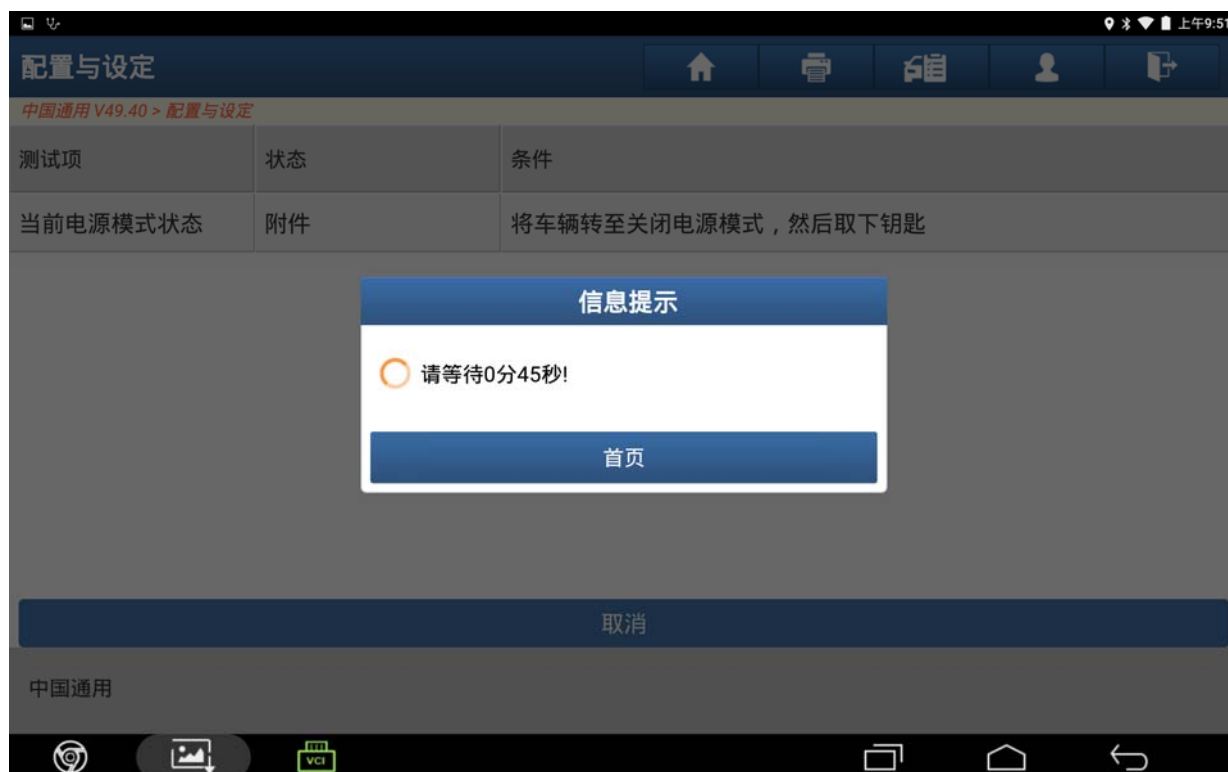 上午9:51
配置与设定
中国通用 V49.40 > 配置与设定
测试项 状态 条件
当前电源模式状态 附件 将车辆转至关闭电源模式，然后取下钥匙
信息提示
请等待0分45秒!
首页
取消
中国通用
VCI